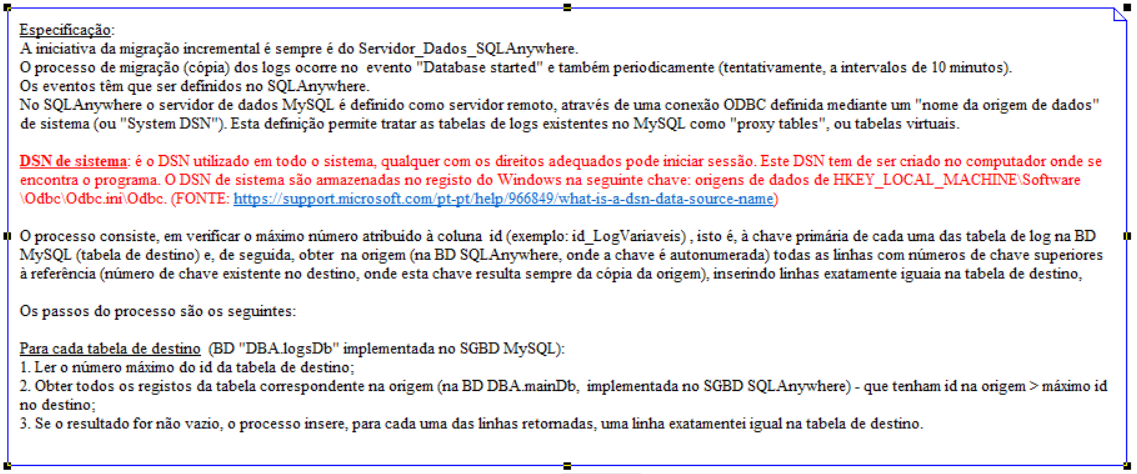 Especificação:
A iniciativa da migração incremental é sempre é do Servidor_Dados_SQLAnywhere.
O processo de migração (cópia) dos logs ocorre no evento "Database started" e também periodicamente (tentativamente, a intervalos de 10 minutos).
Os eventos têm que ser definidos no SQLAnywhere.
No SQLAnywhere o servidor de dados MySQL é definido como servidor remoto, através de uma conexão ODBC definida mediante um "nome da origem de dados"
de sistema (ou "System DSN"). Esta definição permite tratar as tabelas de logs existentes no MySQL como "proxy tables", ou tabelas virtuais.
DSN de sistema: é o DSN utilizado em todo o sistema, qualquer com os direitos adequados pode iniciar sessão. Este DSN tem de ser criado no computador onde se
encontra o programa. O DSN de sistema são armazenadas no registo do Windows na seguinte chave: origens de dados de HKEY_LOCAL_MACHINE\Software
\Odbc\Odbc.ini\Odbc. (FONTE: https://support.microsoft.com/pt-pt/help/966849/what-is-a-dsn-data-source-name)
O processo consiste, em verificar o máximo número atribuído à coluna id (exemplo: id_LogVariaveis) , isto é, à chave primária de cada uma das tabela de log na BD
MySQL (tabela de destino) e, de seguida, obter na origem (na BD SQLAnywhere, onde a chave é autonumerada) todas as linhas com números de chave superiores
à referência (número de chave existente no destino, onde esta chave resulta sempre da cópia da origem), inserindo linhas exatamente iguaia na tabela de destino,
Os passos do processo são os seguintes:
Para cada tabela de destino (BD "DBA.logsDb" implementada no SGBD MySQL):
1. Ler o número máximo do id da tabela de destino;
2. Obter todos os registos da tabela correspondente na origem (na BD DBA.mainDb, implementada no SGBD SQLAnywhere) - que tenham id na origem > máximo id
no destino;
3. Se o resultado for não vazio, o processo insere, para cada uma das linhas retornadas, uma linha exatamentei igual na tabela de destino.